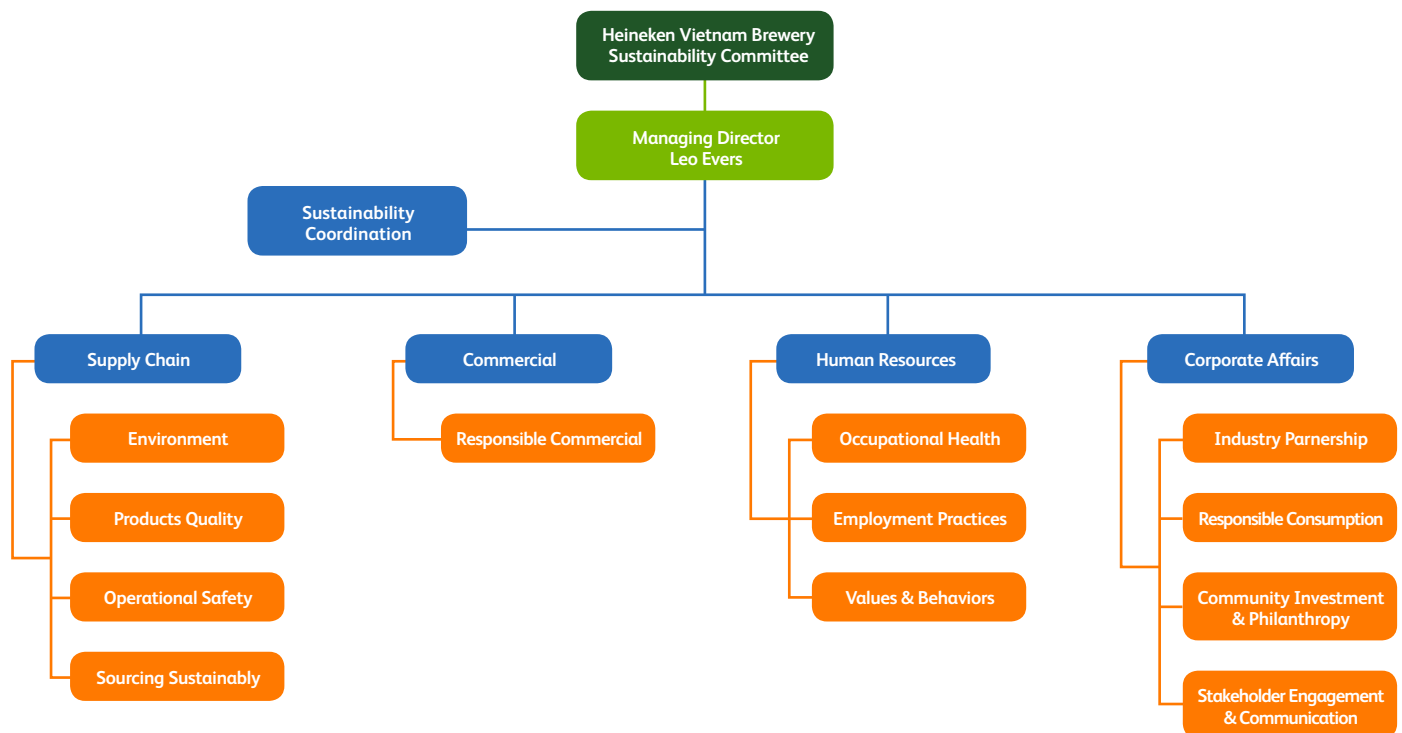 Heineken Vietnam Brewery
Sustainability Committee
Managing Director
Leo Evers
Sustainability
Coordination
Supply Chain
Environment
Products Quality
Operational Safety
Sourcing Sustainably
Commercial
Responsible Commercial
Human Resources
Occupational Health
Employment Practices
Values & Behaviors
Corporate Affairs
Industry Parnership
Responsible Consumption
Community Investment
& Philanthropy
Stakeholder Engagement
& Communication